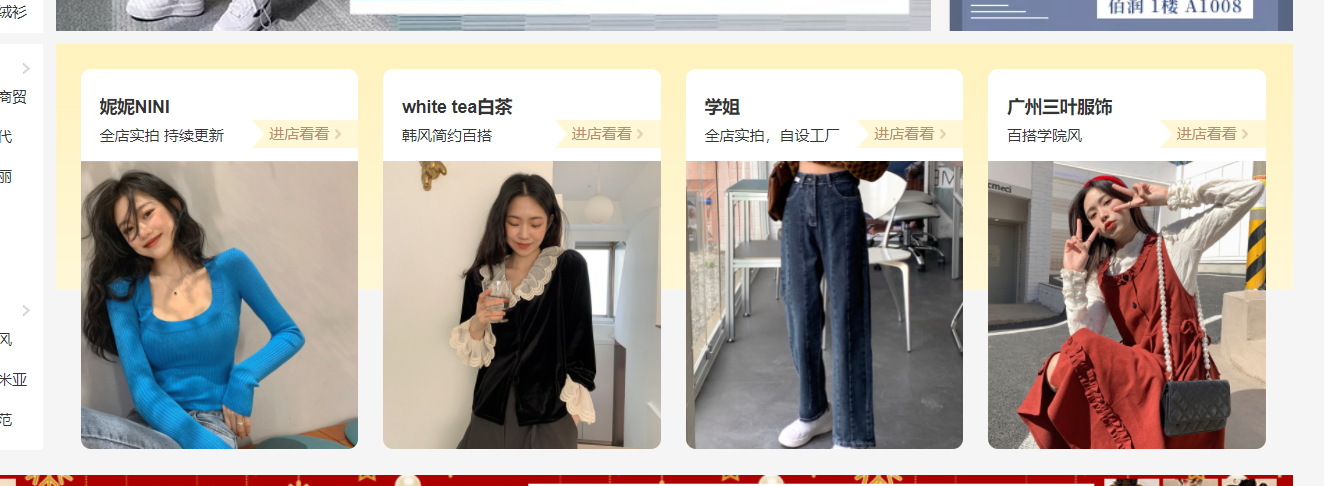 绒衫
佰润 1楼 A1008
商贸
代
丽
风
米亚
范
妮妮NINI
全店实拍 持续更新
进店看看
white tea白茶
韩风简约百搭
进店看看
学姐
全店实拍，自设工厂
进店看看
广州三叶服饰
百搭学院风
进店看看